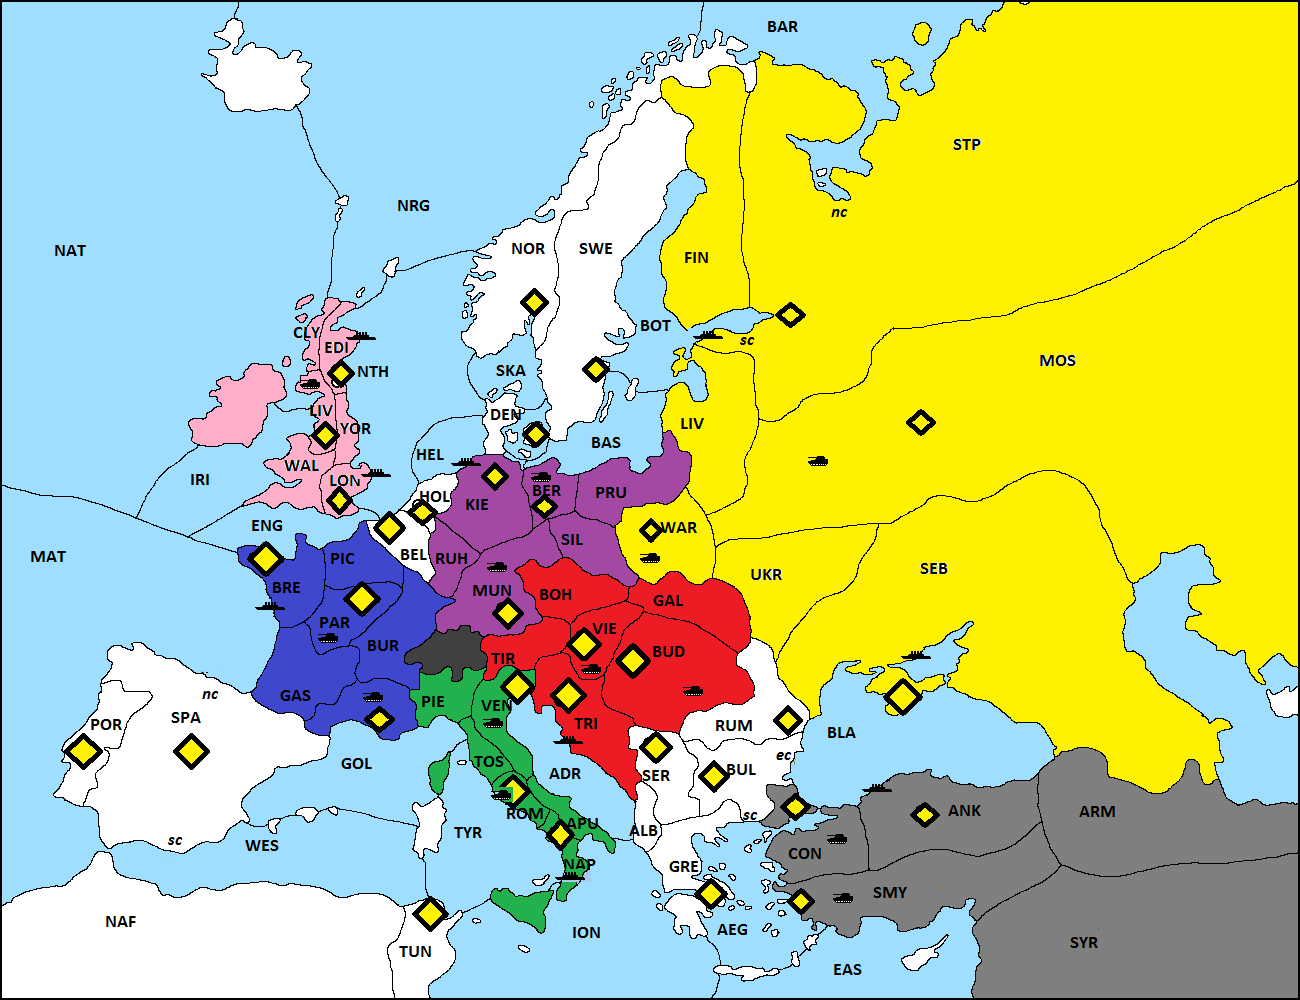 BAR
STP
NRG
nc
NAT
NOR
SWE
FIN
BOT
CLY
EDI
sc
MOS
NTH
SKA
LIV
YOR
DEN
LIV
BAS
HEL
WAL
IRI
LON
HOL
KIE
BER
PRU
ENG
WAR
MAT
BEL
RUH
SIL
PIC
UKR
SEB
BRE
MUN
BOH
GAL
PAR
VIE
BUR
BUD
TIR
nc
GAS
PIE
VEN
SPA
POR
TRI
RUM
BLA
ec
GOL
TOS
ADR
SER
BUL
ROM
APU
sc
ANK
ARM
TYR
ALB
sc
WES
CON
NAP
GRE
SMY
NAF
ION
AEG
SYR
TUN
EAS